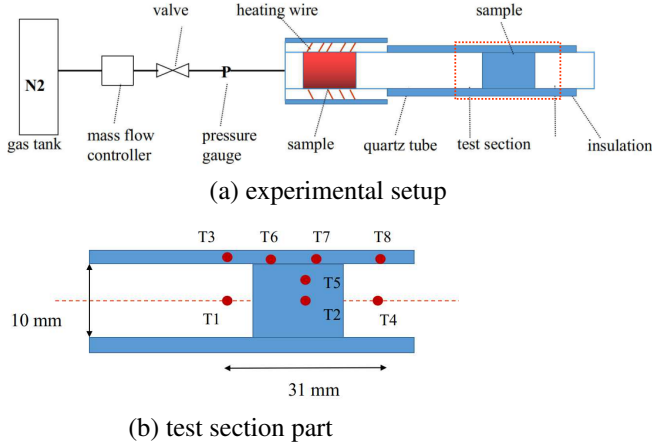 valve
heating wire
sample
N2
P
gas tank
mass flow
controller
pressure
gauge
sample
quartz tube
test section
insulation
(a) experimental setup
T3
T6
T7
T8
T5
10 mm
T1
T2
T4
31 mm
(b) test section part